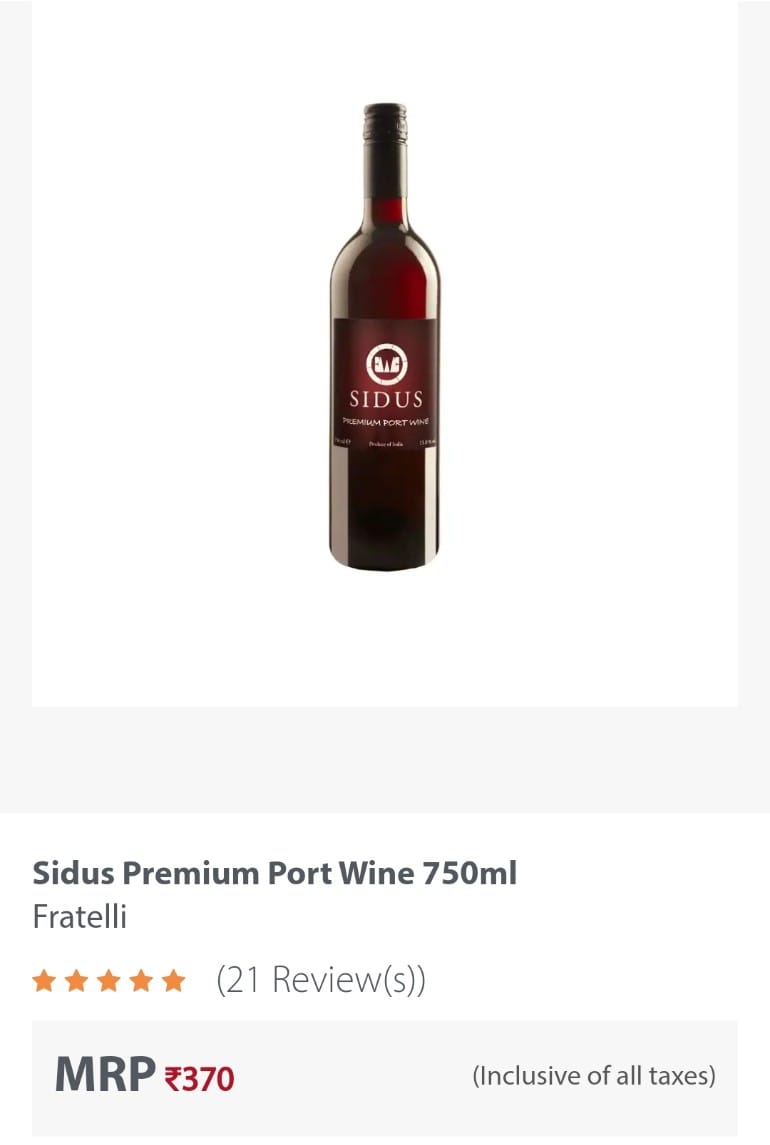 SIDUS
PREMIUM PORT WINE
Produce of India
Sidus Premium Port Wine 750ml
Fratelli
(21 Review(s))
MRP ₹370
(Inclusive of all taxes)